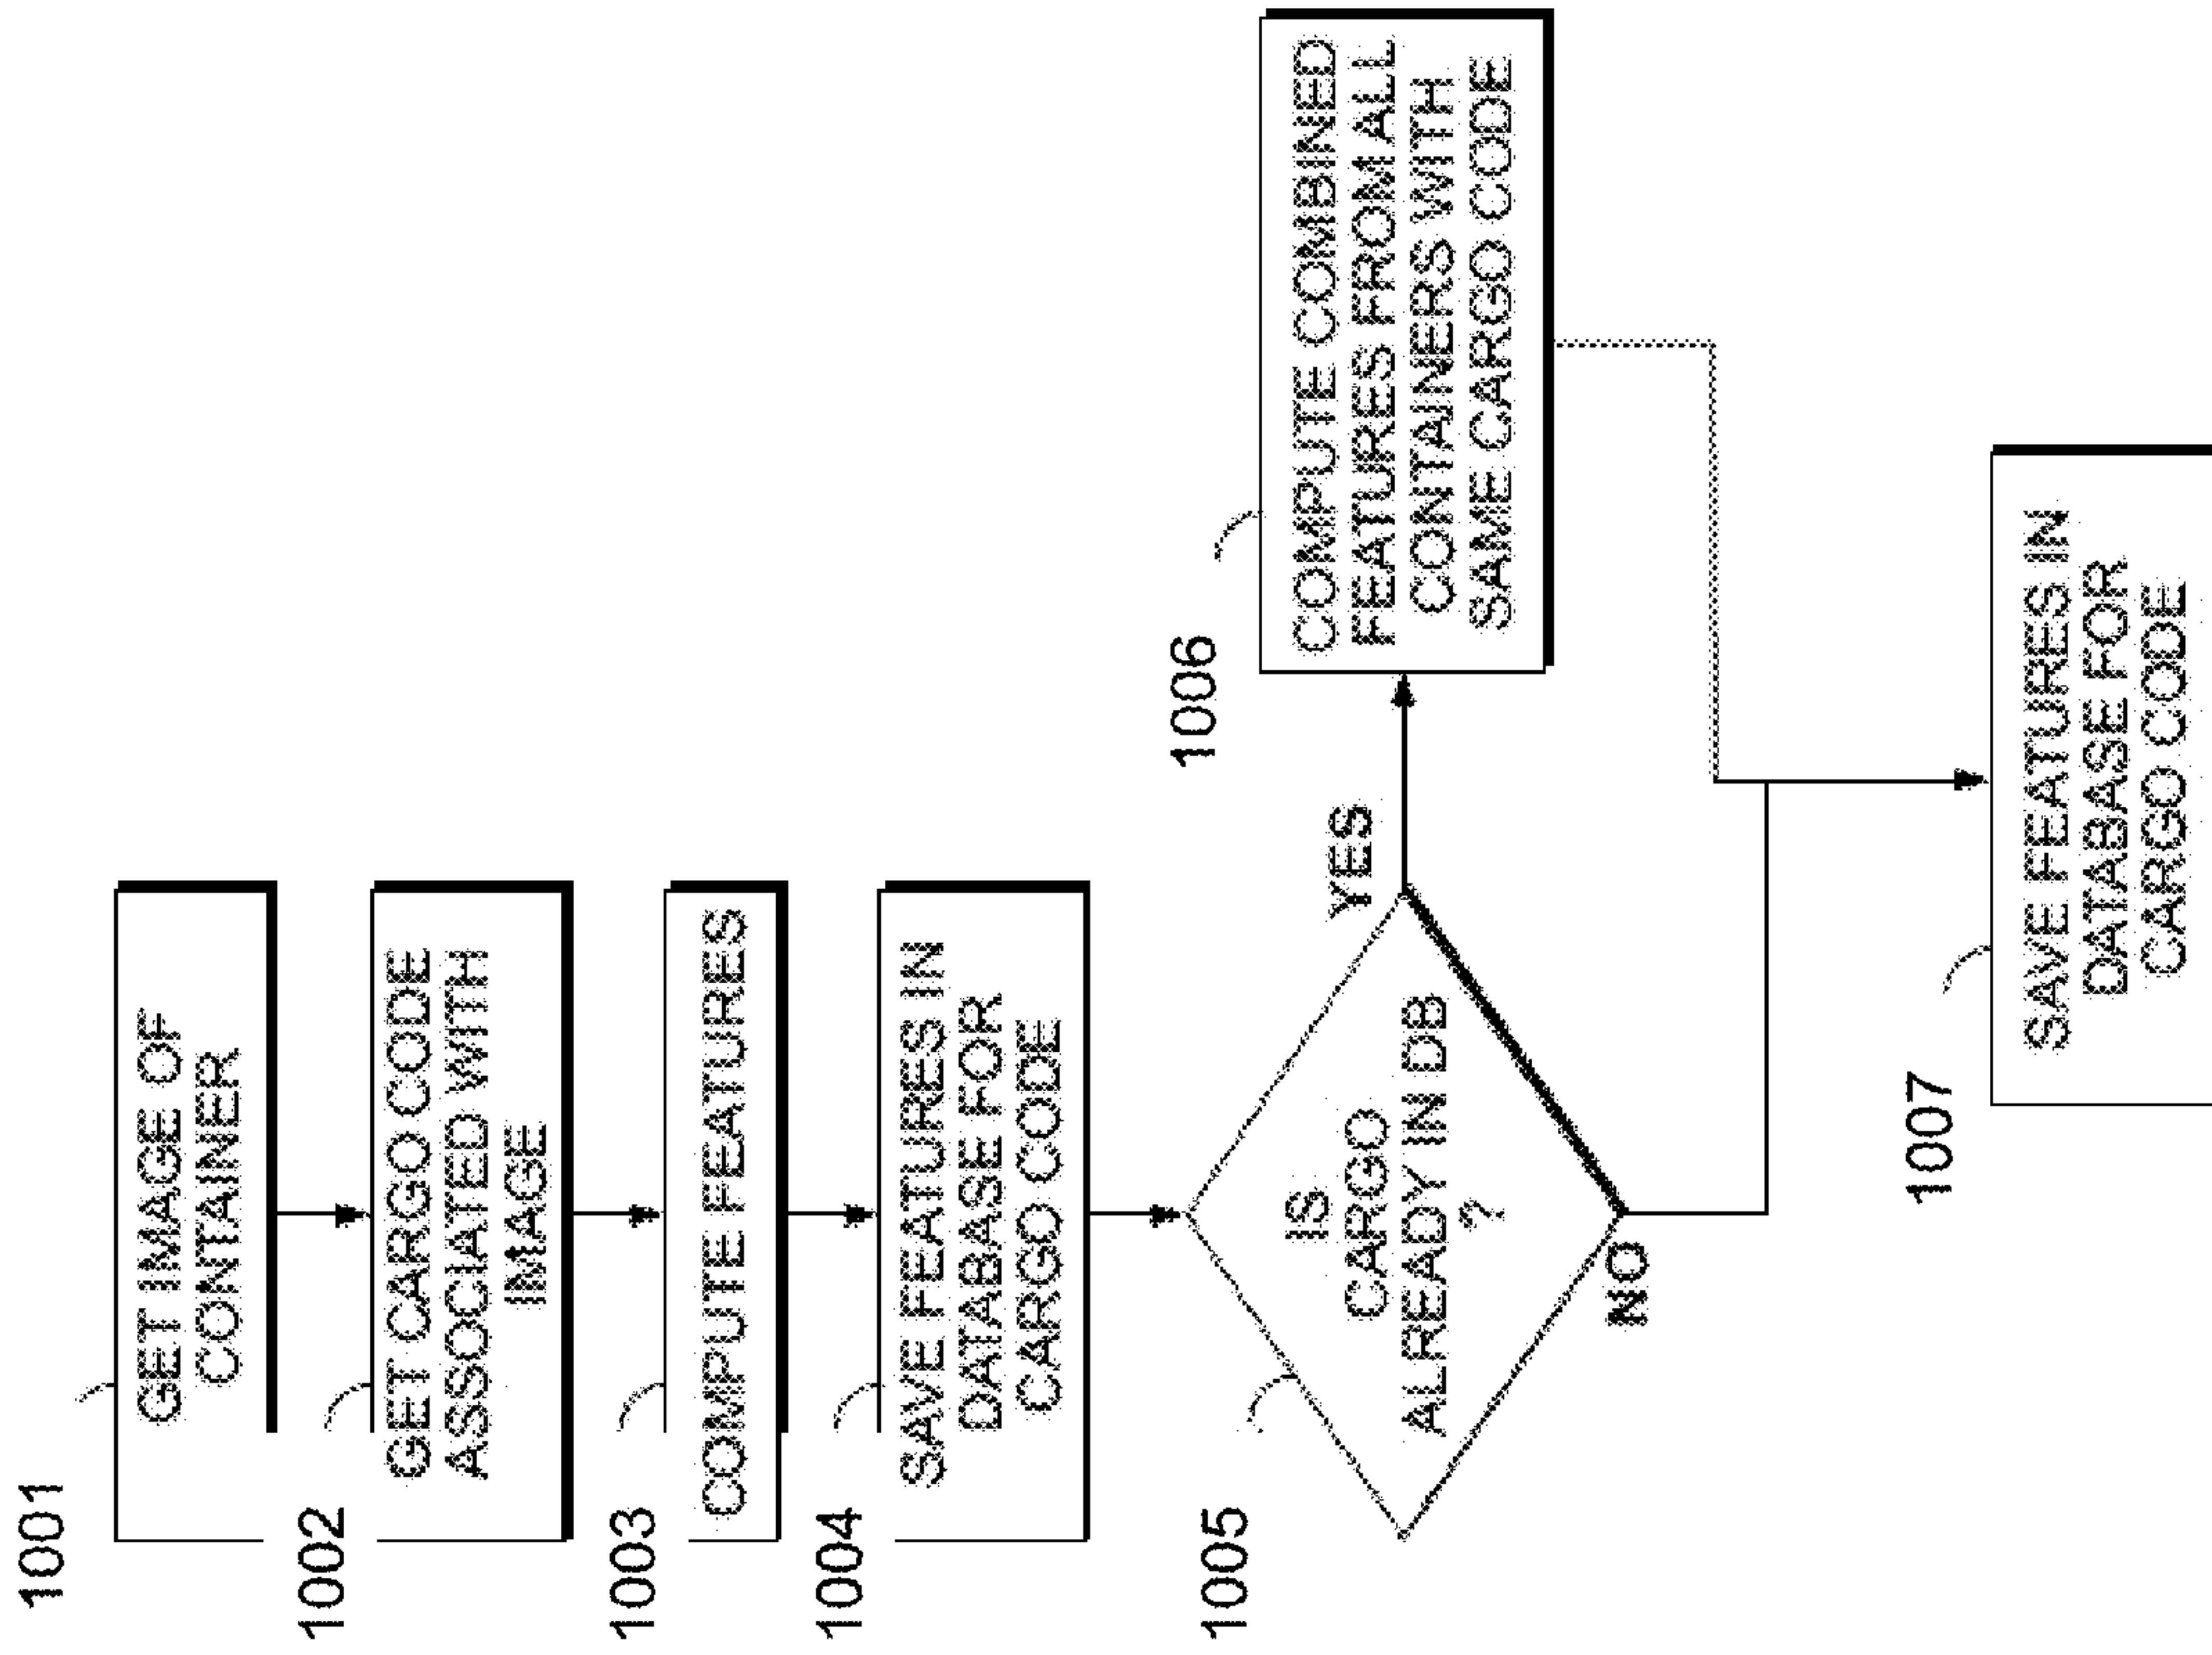 1001
GET IMAGE OF
CONTAINER
1002
GET CARGO CODE
ASSOCIATED WITH
IMAGE
1003
COMPUTE FEATURES
1004
SAVE FEATURES IN
DATABASE FOR
CARGO CODE
1005
IS
CARGO
ALREADY IN DB
?
YES
NO
1006
COMPUTE COMBINED
FEATURES FROM ALL
CONTAINERS WITH
SAME CARGO CODE
1007
SAVE FEATURES IN
DATABASE FOR
CARGO CODE